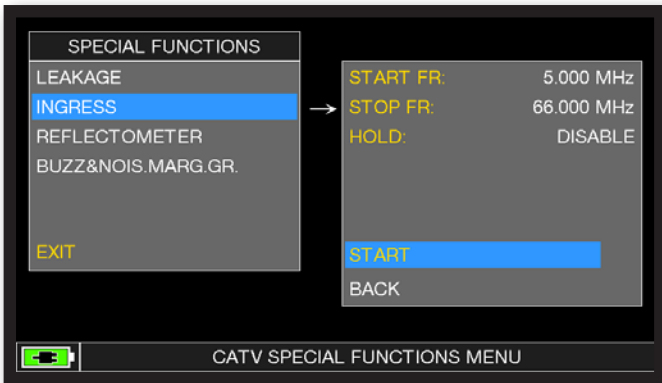 SPECIAL FUNCTIONS
LEAKAGE
INGRESS
REFLECTOMETER
BUZZ&NOIS.MARG.GR.
EXIT
START FR: 5.000 MHz
STOP FR: 66.000 MHz
HOLD: DISABLE
START
BACK
CATV SPECIAL FUNCTIONS MENU